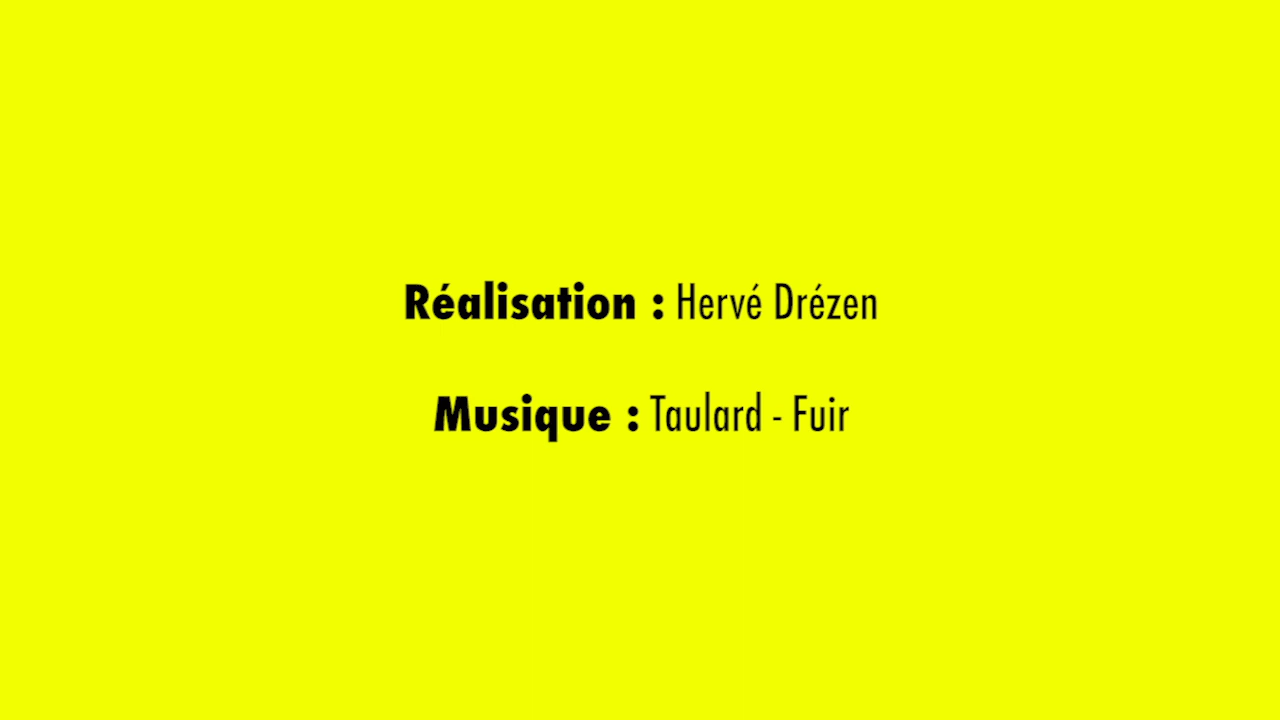 Réalisation : Hervé Drézen
Musique : Taulard - Fuir